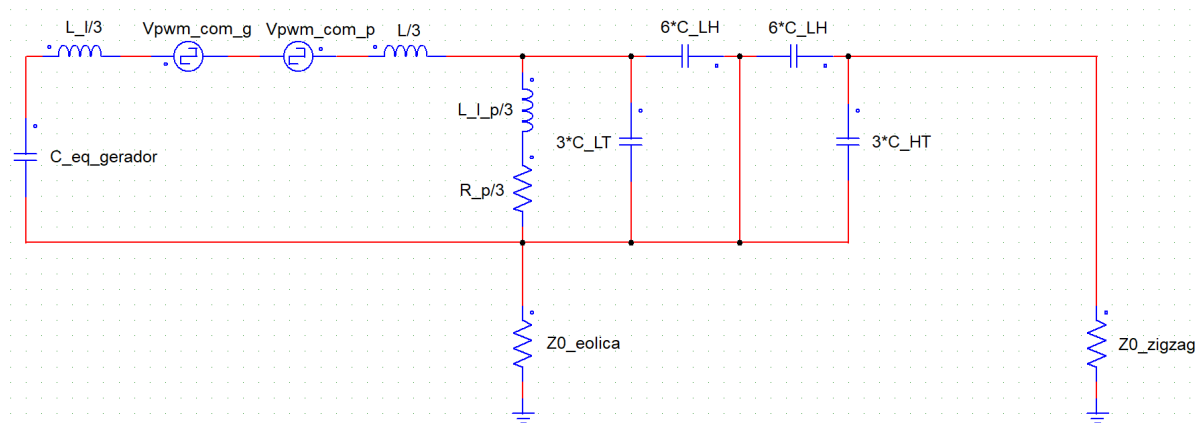 L_l/3
Vpwm_com_g
Vpwm_com_p
L/3
6*C_LH
6*C_LH
L_l_p/3
3*C_LT
3*C_HT
C_eq_gerador
R_p/3
Z0_eolica
Z0_zigzag